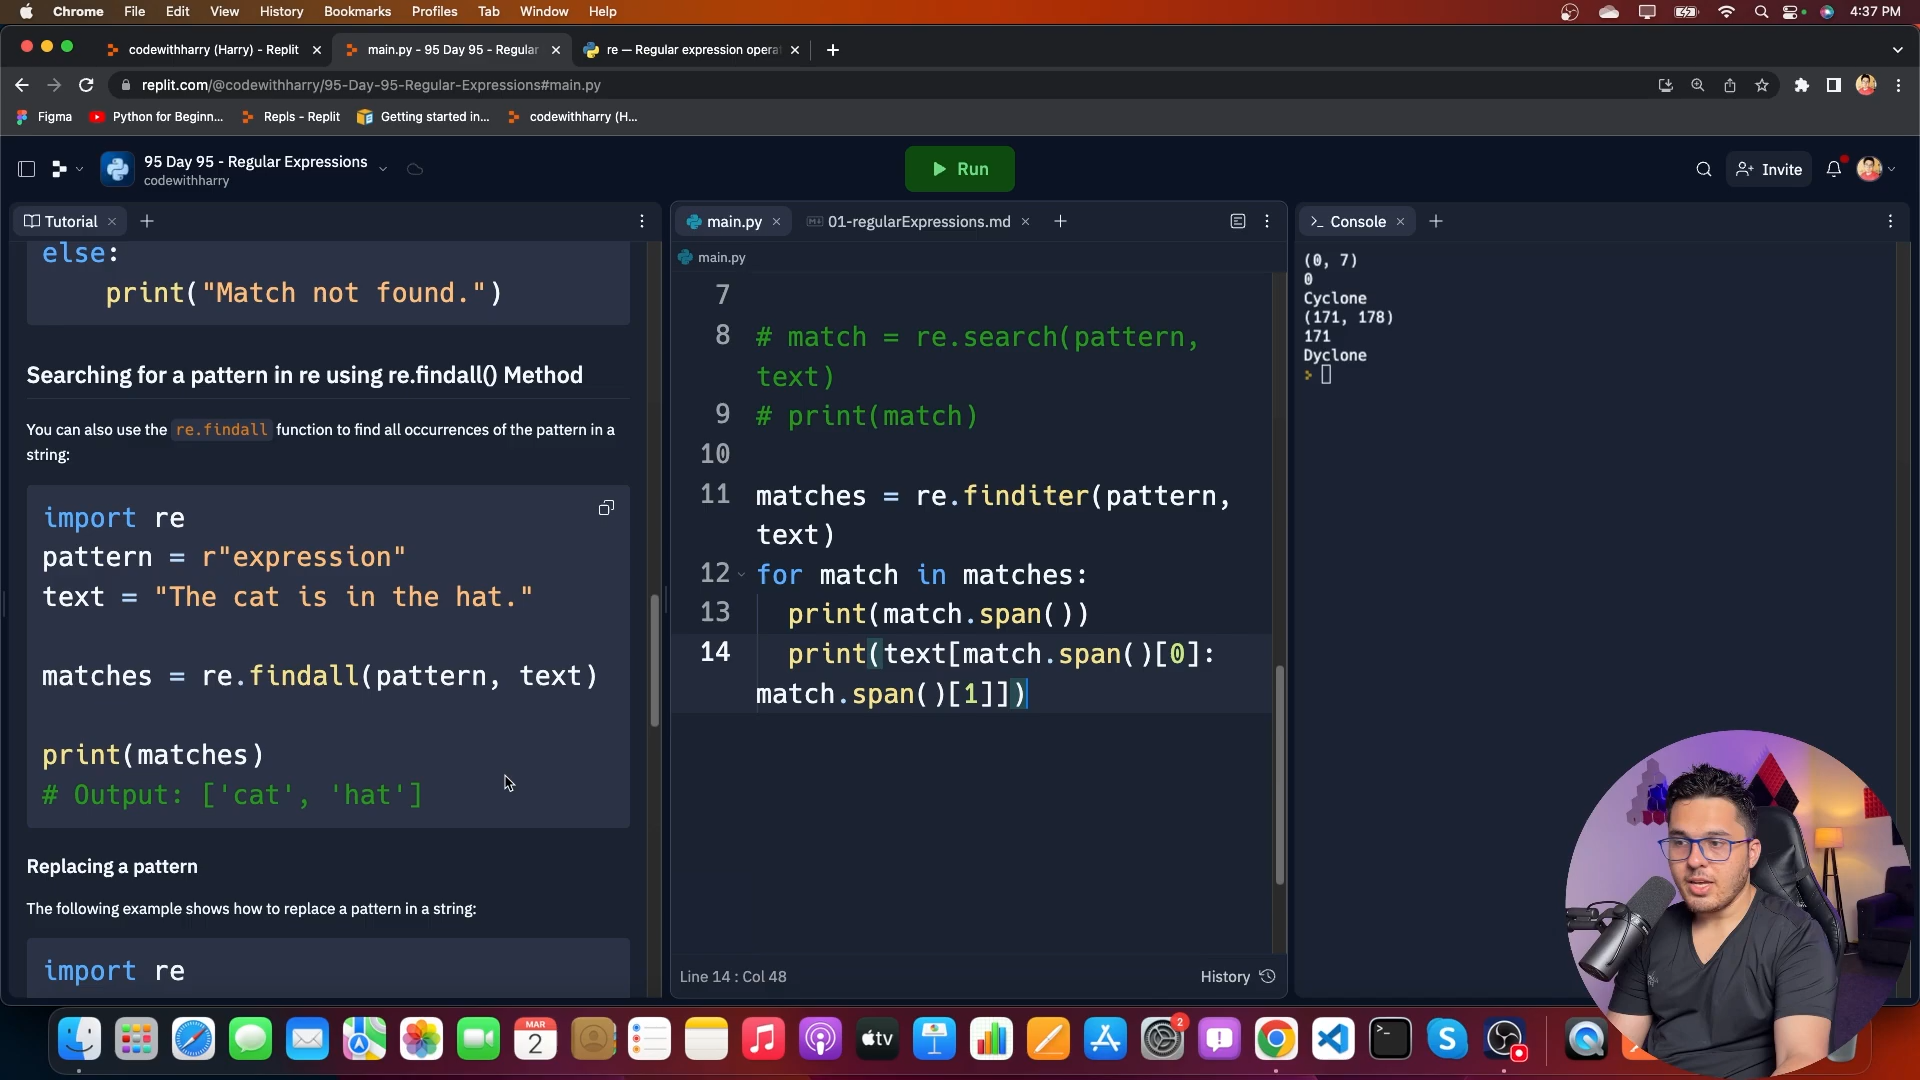 Chrome File Edit View History Bookmarks Profiles Tab Window Help 4:37 PM
codewithharry (Harry) - Replit main.py - 95 Day 95 - Regular re — Regular expression opera
replit.com/@codewithharry/95-Day-95-Regular-Expressions#main.py
Figma Python for Beginn... Repls - Replit Getting started in... codewithharry (H...
95 Day 95 - Regular Expressions
codewithharry
Run
Invite
Tutorial
else:
print("Match not found.")
Searching for a pattern in re using re.findall() Method
You can also use the re.findall function to find all occurrences of the pattern in a
string:
import re
pattern = r"expression"
text = "The cat is in the hat."
matches = re.findall(pattern, text)
print(matches)
# Output: ['cat', 'hat']
Replacing a pattern
The following example shows how to replace a pattern in a string:
import re
main.py 01-regularExpressions.md
main.py
7
8 # match = re.search(pattern,
text)
9 # print(match)
10
11 matches = re.finditer(pattern,
text)
12 for match in matches:
13 print(match.span())
14 print(text[match.span()[0]:
match.span()[1]])
Line 14 : Col 48 History
Console
(0, 7)
0
Cyclone
(171, 178)
171
Dyclone
MAR
2
tv
2